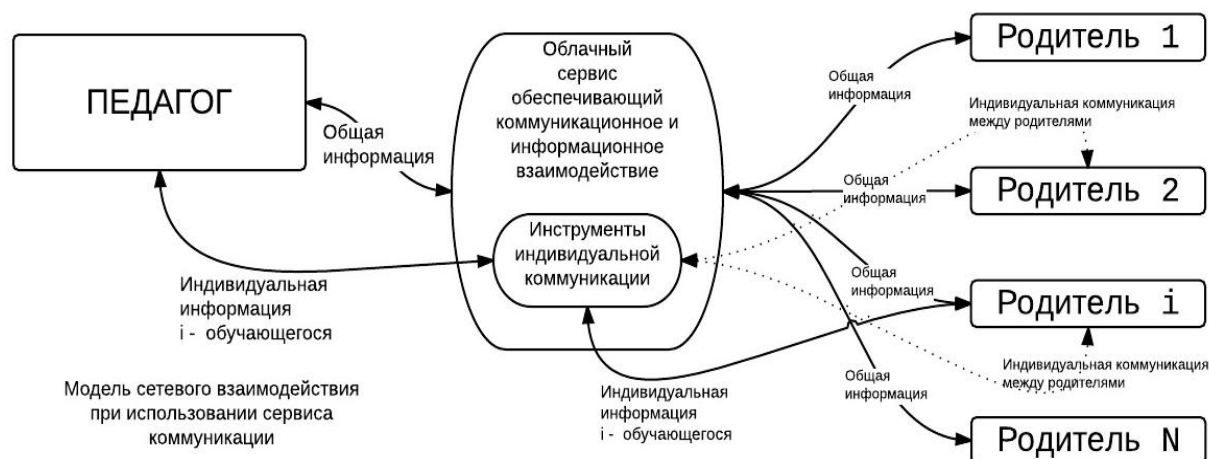 ПЕДАГОГ
Общая
информация
Облачный
сервис
обеспечивающий
коммуникационное и
информационное
взаимодействие
Инструменты
индивидуальной
коммуникации
Индивидуальная
информация
i - обучающегося
Модель сетевого взаимодействия
при использовании сервиса
коммуникации
Индивидуальная
информация
i - обучающегося
Общая
информация
Родитель 1
Индивидуальная коммуникация
между родителями
Общая
информация
Родитель 2
Общая
информация
Родитель i
Индивидуальная коммуникация
между родителями
Общая
информация
Родитель N